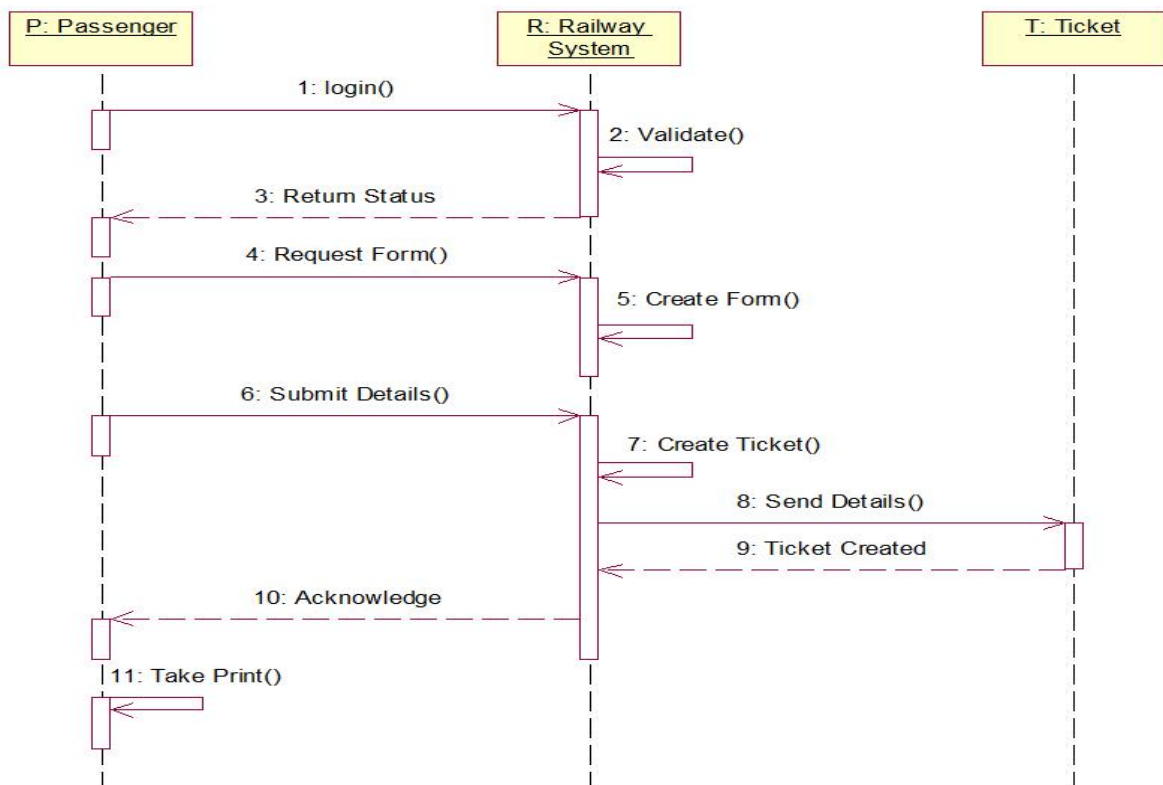 P: Passenger
R: Railway
System
T: Ticket
1: login()
2: Validate()
3: Return Status
4: Request Form()
5: Create Form()
6: Submit Details()
7: Create Ticket()
8: Send Details()
9: Ticket Created
10: Acknowledge
11: Take Print()